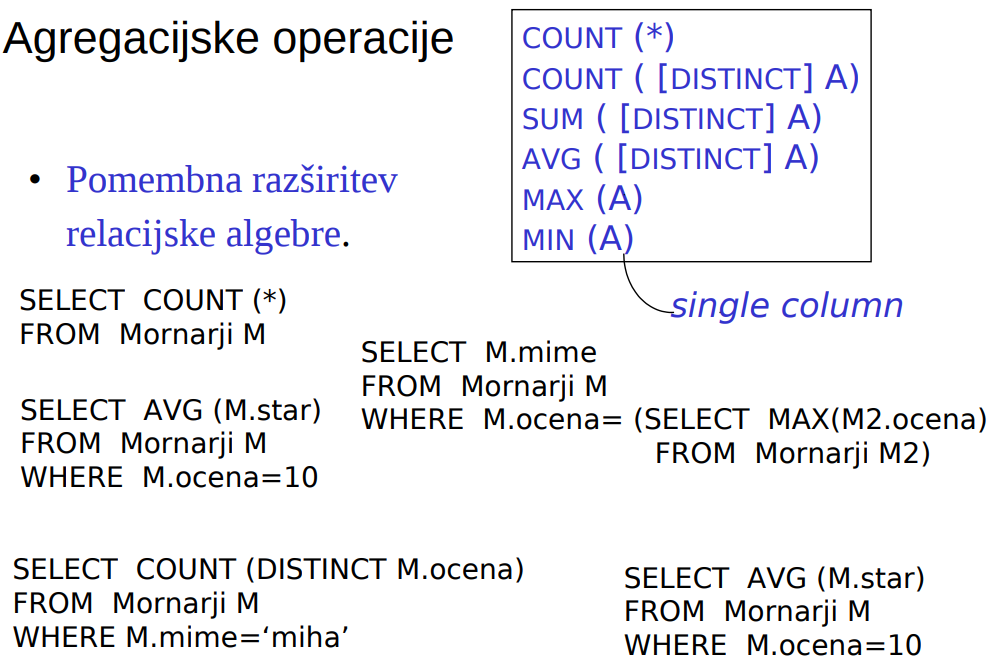 Agregacijske operacije
COUNT (*)
COUNT ( [DISTINCT] A)
SUM ( [DISTINCT] A)
AVG ( [DISTINCT] A)
MAX (A)
MIN (A)
single column
• Pomembna razširitev
relacijske algebre.
SELECT COUNT (*)
FROM Mornarji M
SELECT AVG (M.star)
FROM Mornarji M
WHERE M.ocena=10
SELECT M.mime
FROM Mornarji M
WHERE M.ocena= (SELECT MAX(M2.ocena)
FROM Mornarji M2)
SELECT COUNT (DISTINCT M.ocena)
FROM Mornarji M
WHERE M.mime=‘miha’
SELECT AVG (M.star)
FROM Mornarji M
WHERE M.ocena=10